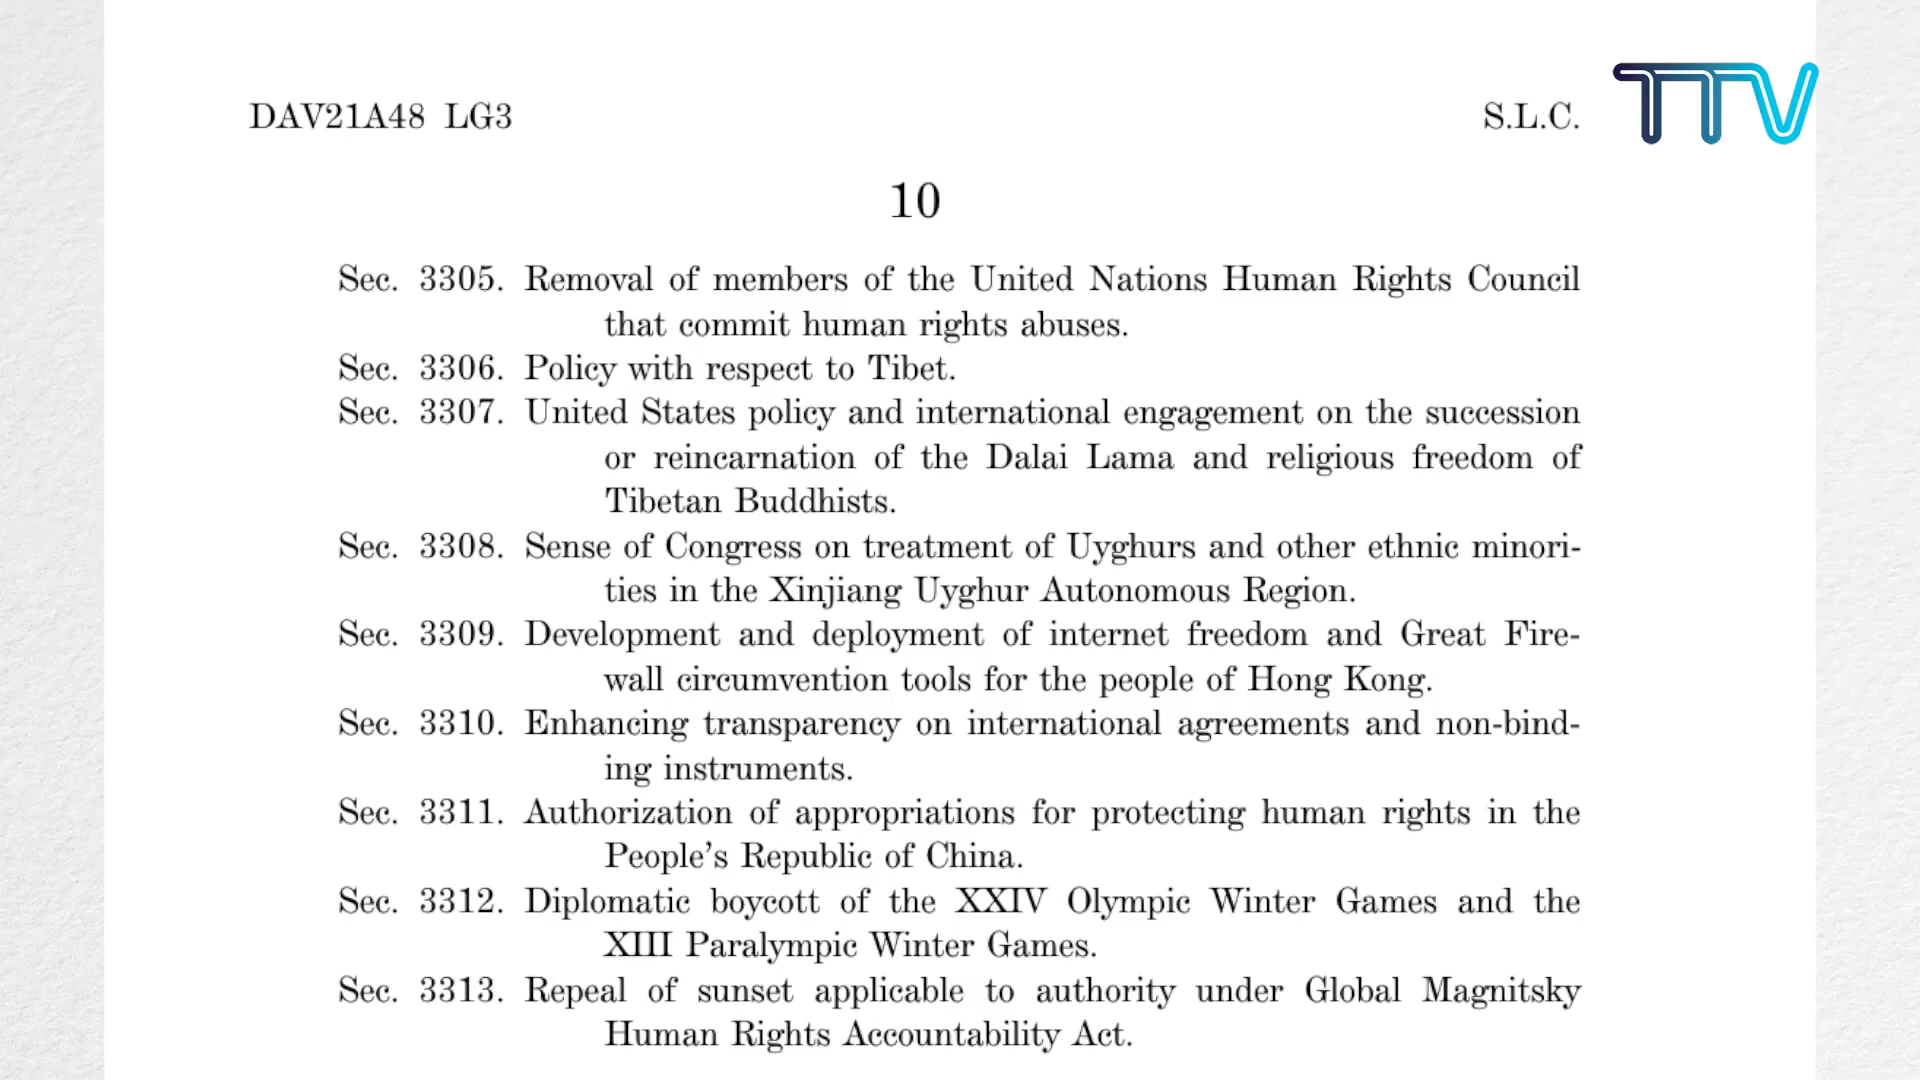 DAV21A48 LG3
S.L.C.
TTV
10
Sec. 3305. Removal of members of the United Nations Human Rights Council
that commit human rights abuses.
Sec. 3306. Policy with respect to Tibet.
Sec. 3307. United States policy and international engagement on the succession
or reincarnation of the Dalai Lama and religious freedom of
Tibetan Buddhists.
Sec. 3308. Sense of Congress on treatment of Uyghurs and other ethnic minori-
ties in the Xinjiang Uyghur Autonomous Region.
Sec. 3309. Development and deployment of internet freedom and Great Fire-
wall circumvention tools for the people of Hong Kong.
Sec. 3310. Enhancing transparency on international agreements and non-bind-
ing instruments.
Sec. 3311. Authorization of appropriations for protecting human rights in the
People's Republic of China.
Sec. 3312. Diplomatic boycott of the XXIV Olympic Winter Games and the
XIII Paralympic Winter Games.
Sec. 3313. Repeal of sunset applicable to authority under Global Magnitsky
Human Rights Accountability Act.